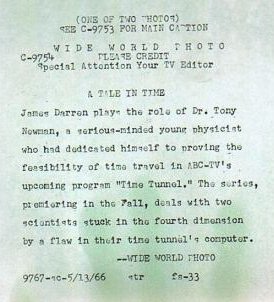 (ONE OF TWO PHOTOS)
SEE C-9753 FOR MAIN CAPTION
WIDE WORLD PHOTO
C-9754 PLEASE CREDIT
Special Attention Your TV Editor
A TALE IN TIME
James Darren plays the role of Dr. Tony
Newman, a serious-minded young physicist
who had dedicated himself to proving the
feasibility of time travel in ABC-TV's
upcoming program "Time Tunnel." The series,
premiering in the Fall, deals with two
scientists stuck in the fourth dimension
by a flaw in their time tunnel's computer.
--WIDE WORLD PHOTO
9767-sc-5/13/66 str fs-33